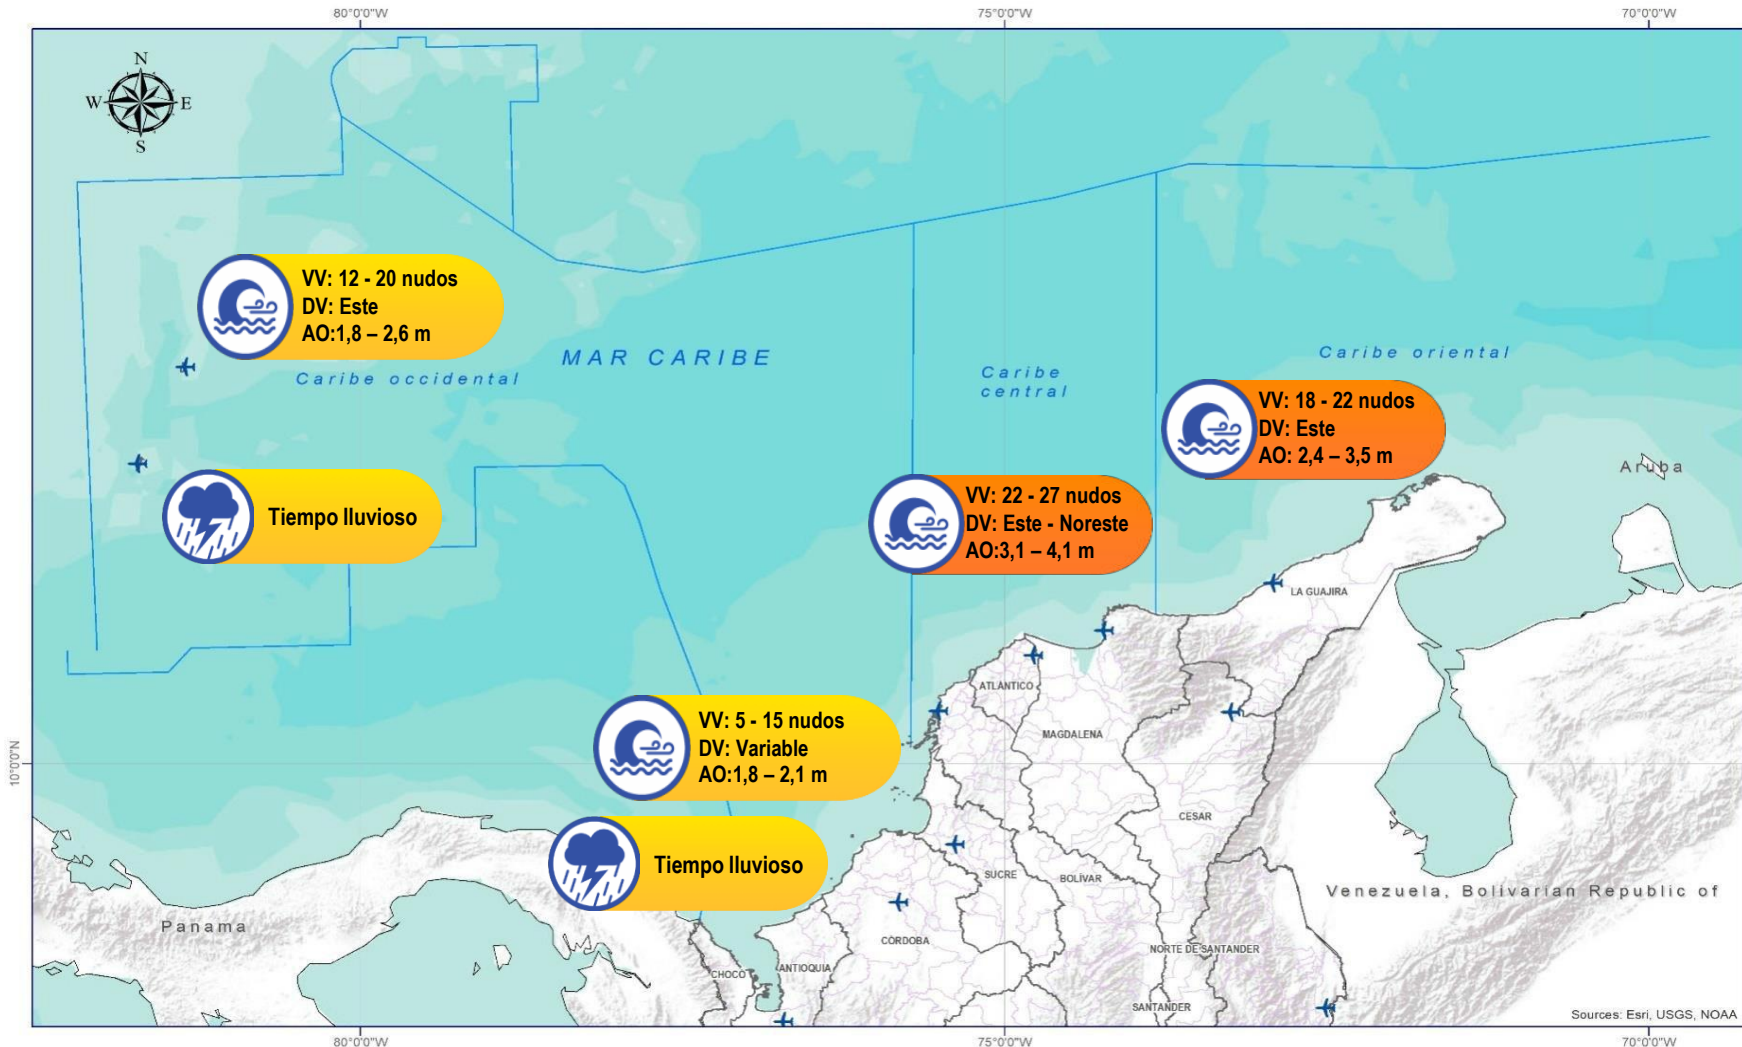 80°0'0"W
75°0'0"W
70°0'0"W
N
W
E
S
VV: 12 - 20 nudos
DV: Este
AO:1,8 – 2,6 m
MAR CARIBE
Caribe occidental
Caribe
central
Caribe oriental
VV: 18 - 22 nudos
DV: Este
AO: 2,4 – 3,5 m
Aruba
Tiempo lluvioso
VV: 22 - 27 nudos
DV: Este - Noreste
AO:3,1 – 4,1 m
LA GUAJIRA
ATLÁNTICO
MAGDALENA
VV: 5 - 15 nudos
DV: Variable
AO:1,8 – 2,1 m
10°0'0"N
CESAR
Tiempo lluvioso
SUCRE
BOLÍVAR
Venezuela, Bolivarian Republic of
Panama
CÓRDOBA
NORTE DE SANTANDER
CHOCO
ANTIOQUIA
SANTANDER
Sources: Esri, USGS, NOAA
80°0'0"W
75°0'0"W
70°0'0"W